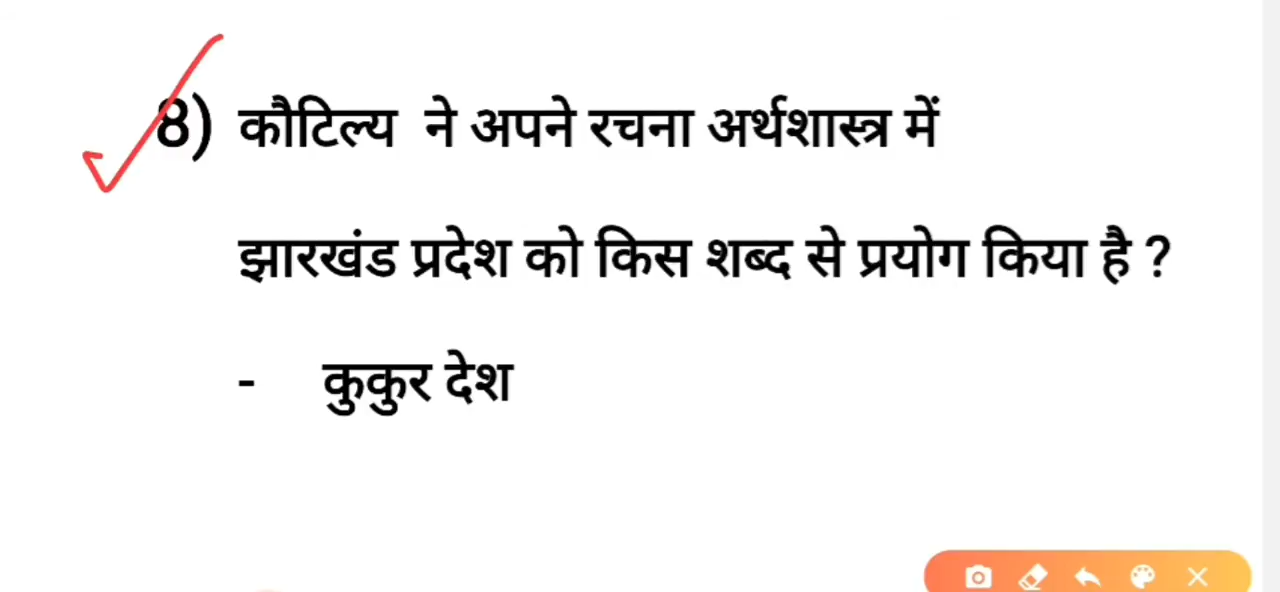 8) कौटिल्य ने अपने रचना अर्थशास्त्र में
झारखंड प्रदेश को किस शब्द से प्रयोग किया है ?
- कुकुर देश